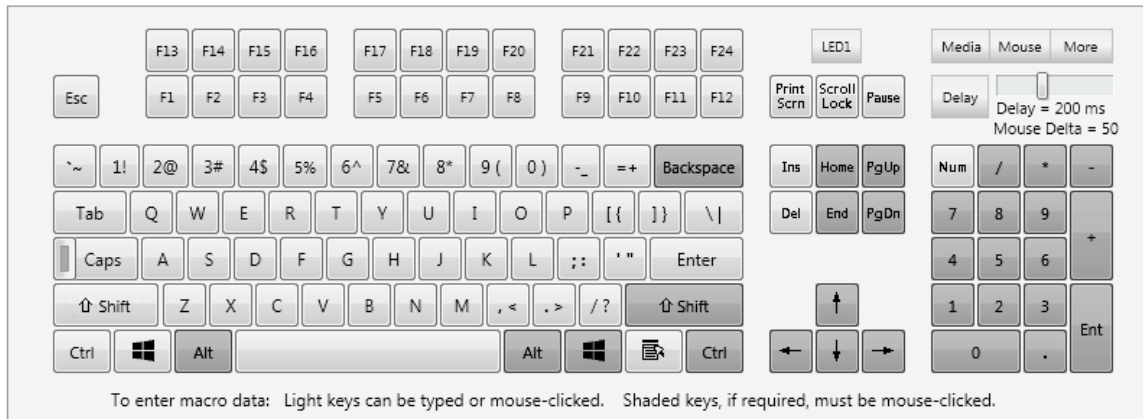 F13 F14 F15 F16 F17 F18 F19 F20 F21 F22 F23 F24 LED1 Media Mouse More
Esc F1 F2 F3 F4 F5 F6 F7 F8 F9 F10 F11 F12 Print Scrn Scroll Lock Pause Delay
Delay = 200 ms
Mouse Delta = 50
`~ 1! 2@ 3# 4$ 5% 6^ 7& 8* 9( 0) -_ =+ Backspace Ins Home PgUp Num / * -
Tab Q W E R T Y U I O P [{ ]} \| Del End PgDn 7 8 9 +
Caps A S D F G H J K L ;: '" Enter 4 5 6
⇧ Shift Z X C V B N M ,< .> /? ⇧ Shift ↑ 1 2 3 Ent
Ctrl Alt Alt Ctrl ← ↓ → 0 .
To enter macro data: Light keys can be typed or mouse-clicked. Shaded keys, if required, must be mouse-clicked.